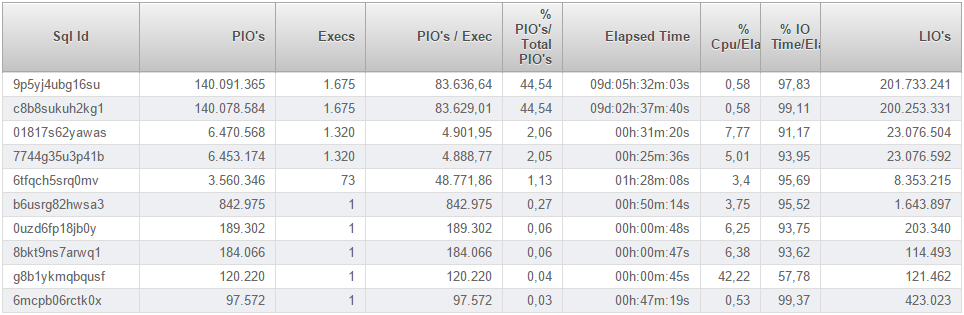 Sql Id PIO's Execs PIO's / Exec % PIO's/ Total PIO's Elapsed Time % Cpu/Ela % IO Time/Ela LIO's
9p5yj4ubg16su 140.091.365 1.675 83.636,64 44,54 09d:05h:32m:03s 0,58 97,83 201.733.241
c8b8sukuh2kg1 140.078.584 1.675 83.629,01 44,54 09d:02h:37m:40s 0,58 99,11 200.253.331
01817s62yawas 6.470.568 1.320 4.901,95 2,06 00h:31m:20s 7,77 91,17 23.076.504
7744g35u3p41b 6.453.174 1.320 4.888,77 2,05 00h:25m:36s 5,01 93,95 23.076.592
6tfqch5srq0mv 3.560.346 73 48.771,86 1,13 01h:28m:08s 3,4 95,69 8.353.215
b6usrg82hwsa3 842.975 1 842.975 0,27 00h:50m:14s 3,75 95,52 1.643.897
0uzd6fp18jb0y 189.302 1 189.302 0,06 00h:00m:48s 6,25 93,75 203.340
8bkt9ns7arwq1 184.066 1 184.066 0,06 00h:00m:47s 6,38 93,62 114.493
g8b1ykmqbqusf 120.220 1 120.220 0,04 00h:00m:45s 42,22 57,78 121.462
6mcpb06rctk0x 97.572 1 97.572 0,03 00h:47m:19s 0,53 99,37 423.023